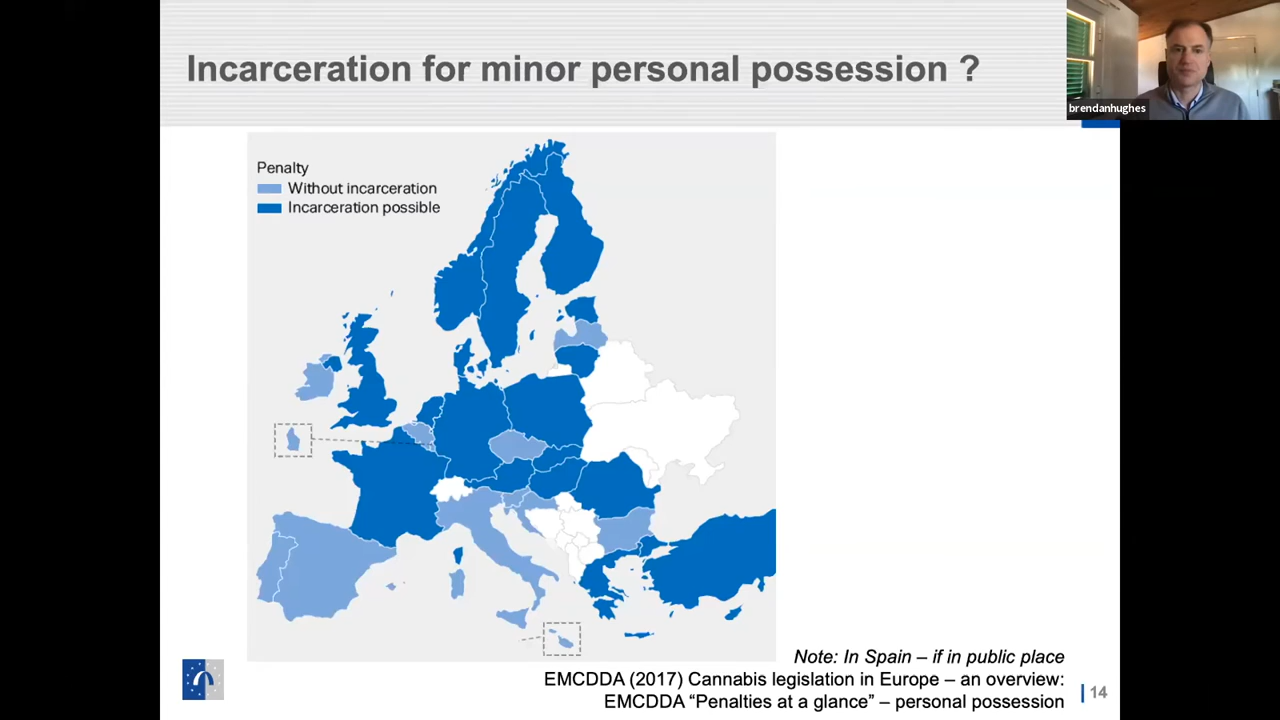 Incarceration for minor personal possession ?
brendanhughes
Penalty
Without incarceration
Incarceration possible
Note: In Spain – if in public place
EMCDDA (2017) Cannabis legislation in Europe – an overview:
EMCDDA “Penalties at a glance” – personal possession
14